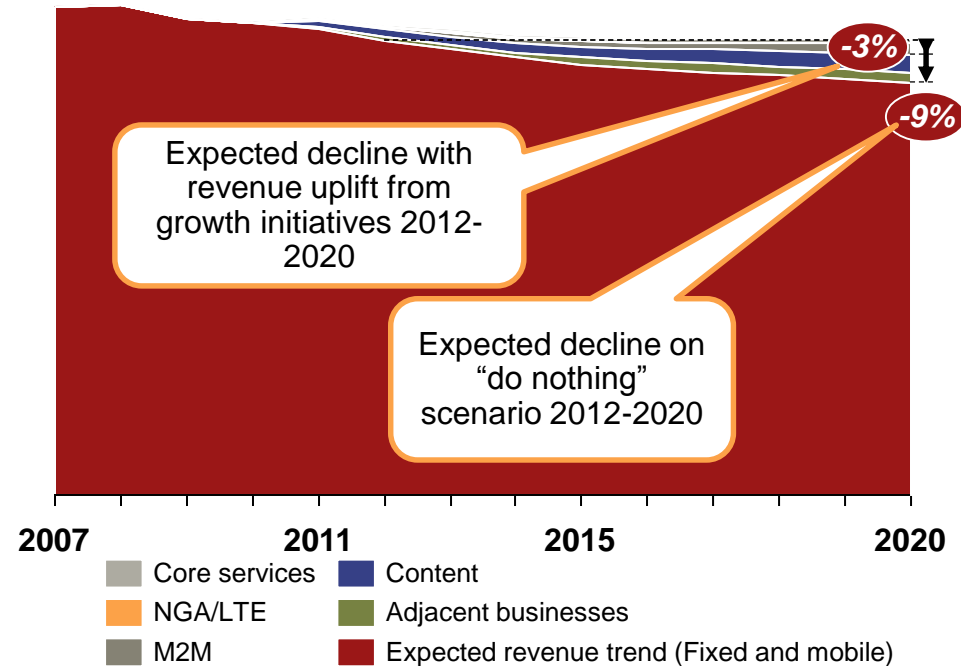 -3%
-9%
Expected decline with
revenue uplift from
growth initiatives 2012-
2020
Expected decline on
“do nothing”
scenario 2012-2020
2007 2011 2015 2020
Core services Content
NGA/LTE Adjacent businesses
M2M Expected revenue trend (Fixed and mobile)